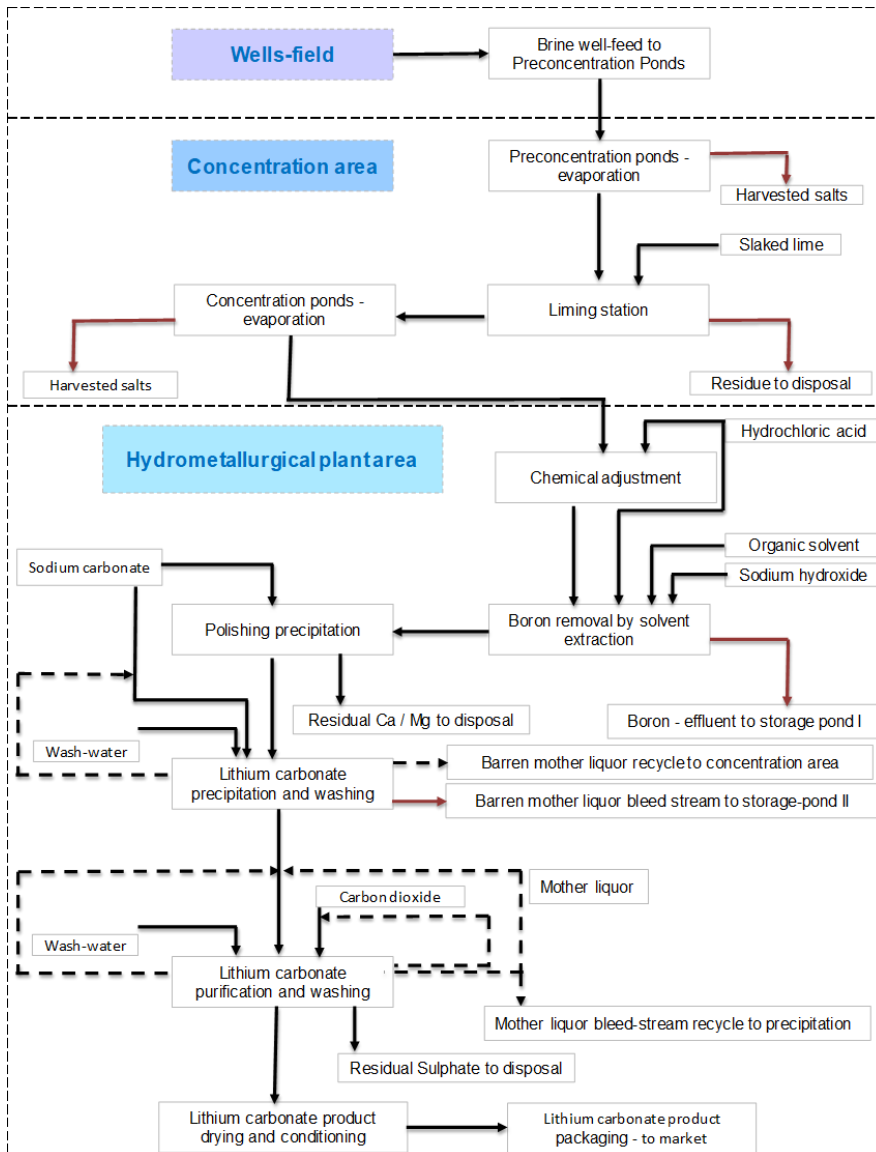 Wells-field
Brine well-feed to
Preconcentration Ponds
Concentration area
Preconcentration ponds -
evaporation
Harvested salts
Slaked lime
Concentration ponds -
evaporation
Liming station
Harvested salts
Residue to disposal
Hydrometallurgical plant area
Hydrochloric acid
Chemical adjustment
Organic solvent
Sodium carbonate
Sodium hydroxide
Polishing precipitation
Boron removal by solvent
extraction
Residual Ca / Mg to disposal
Boron - effluent to storage pond I
Wash-water
Barren mother liquor recycle to concentration area
Lithium carbonate
precipitation and washing
Barren mother liquor bleed stream to storage-pond II
Mother liquor
Carbon dioxide
Wash-water
Lithium carbonate
purification and washing
Mother liquor bleed-stream recycle to precipitation
Residual Sulphate to disposal
Lithium carbonate product
drying and conditioning
Lithium carbonate product
packaging - to market